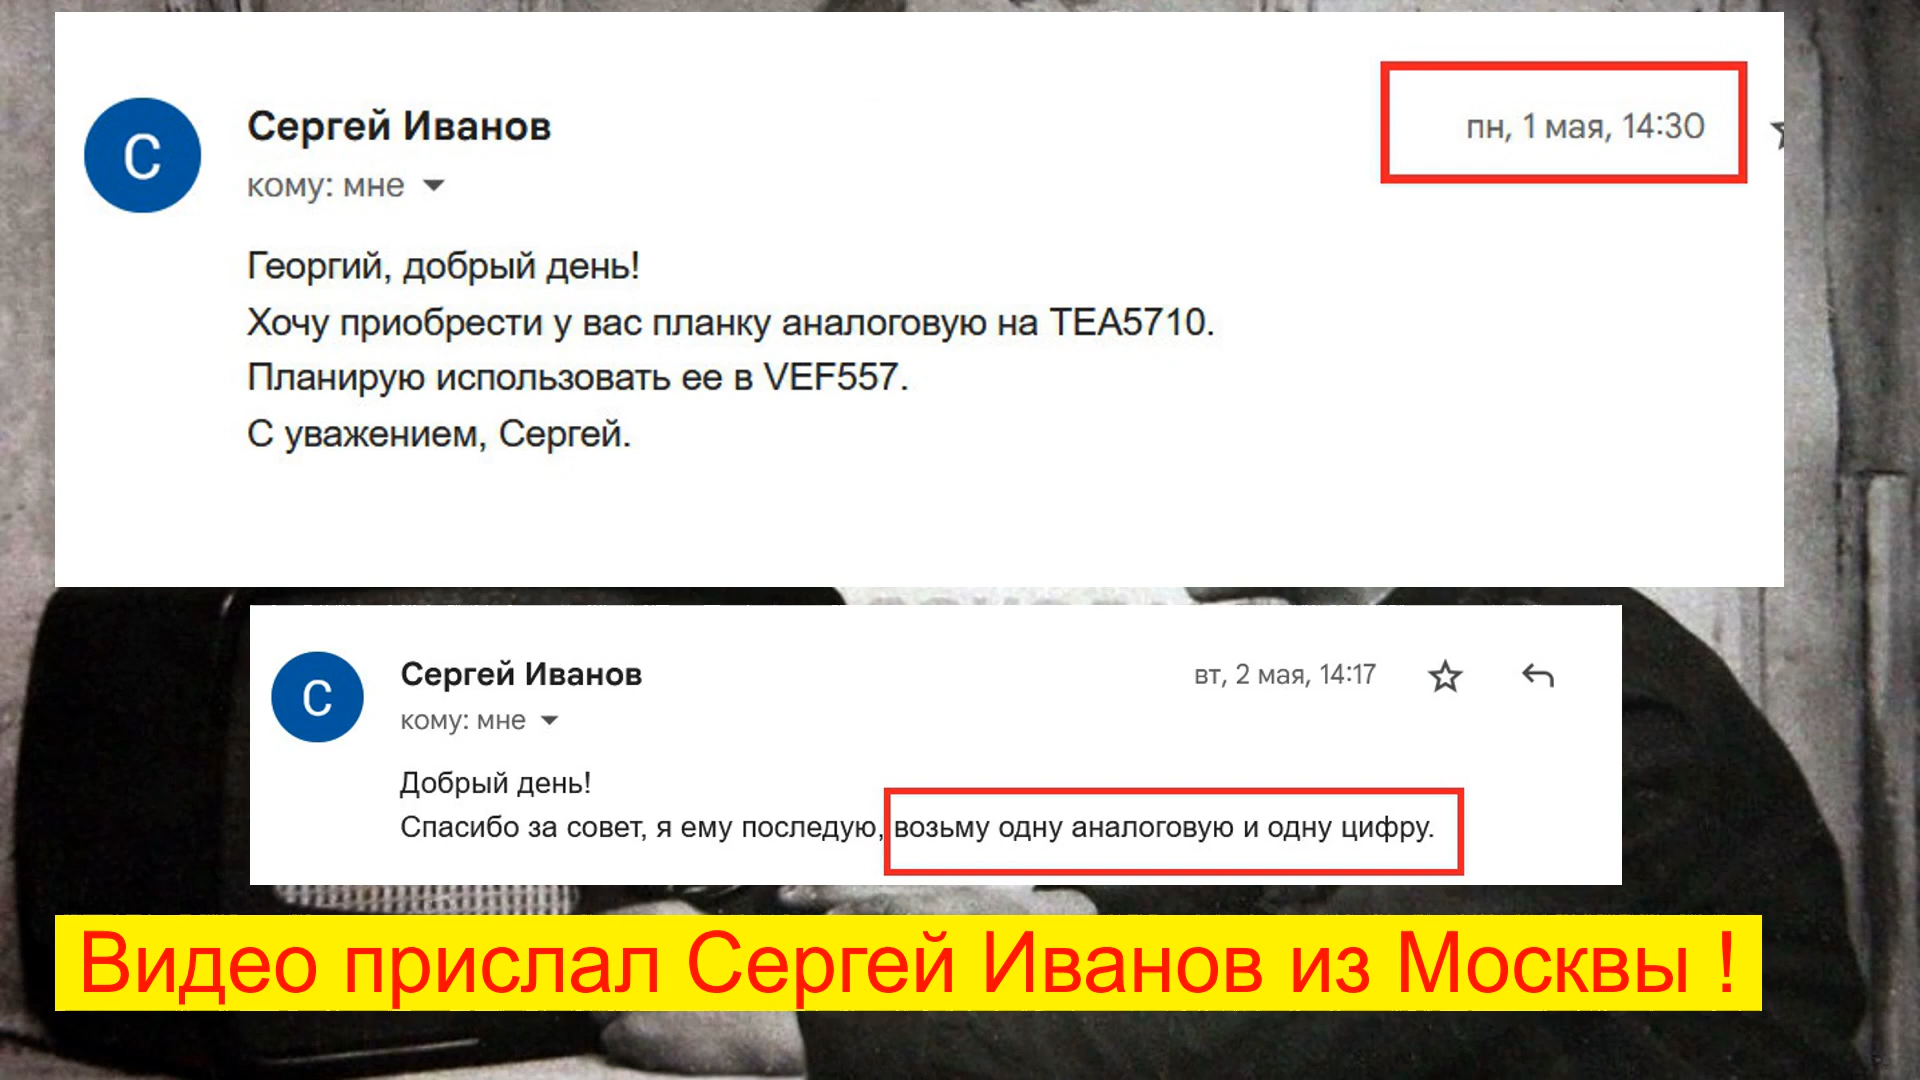 С
Сергей Иванов
пн, 1 мая, 14:30
кому: мне
Георгий, добрый день!
Хочу приобрести у вас планку аналоговую на TEA5710.
Планирую использовать ее в VEF557.
С уважением, Сергей.
С
Сергей Иванов
вт, 2 мая, 14:17
кому: мне
Добрый день!
Спасибо за совет, я ему последую, возьму одну аналоговую и одну цифру.
Видео прислал Сергей Иванов из Москвы !